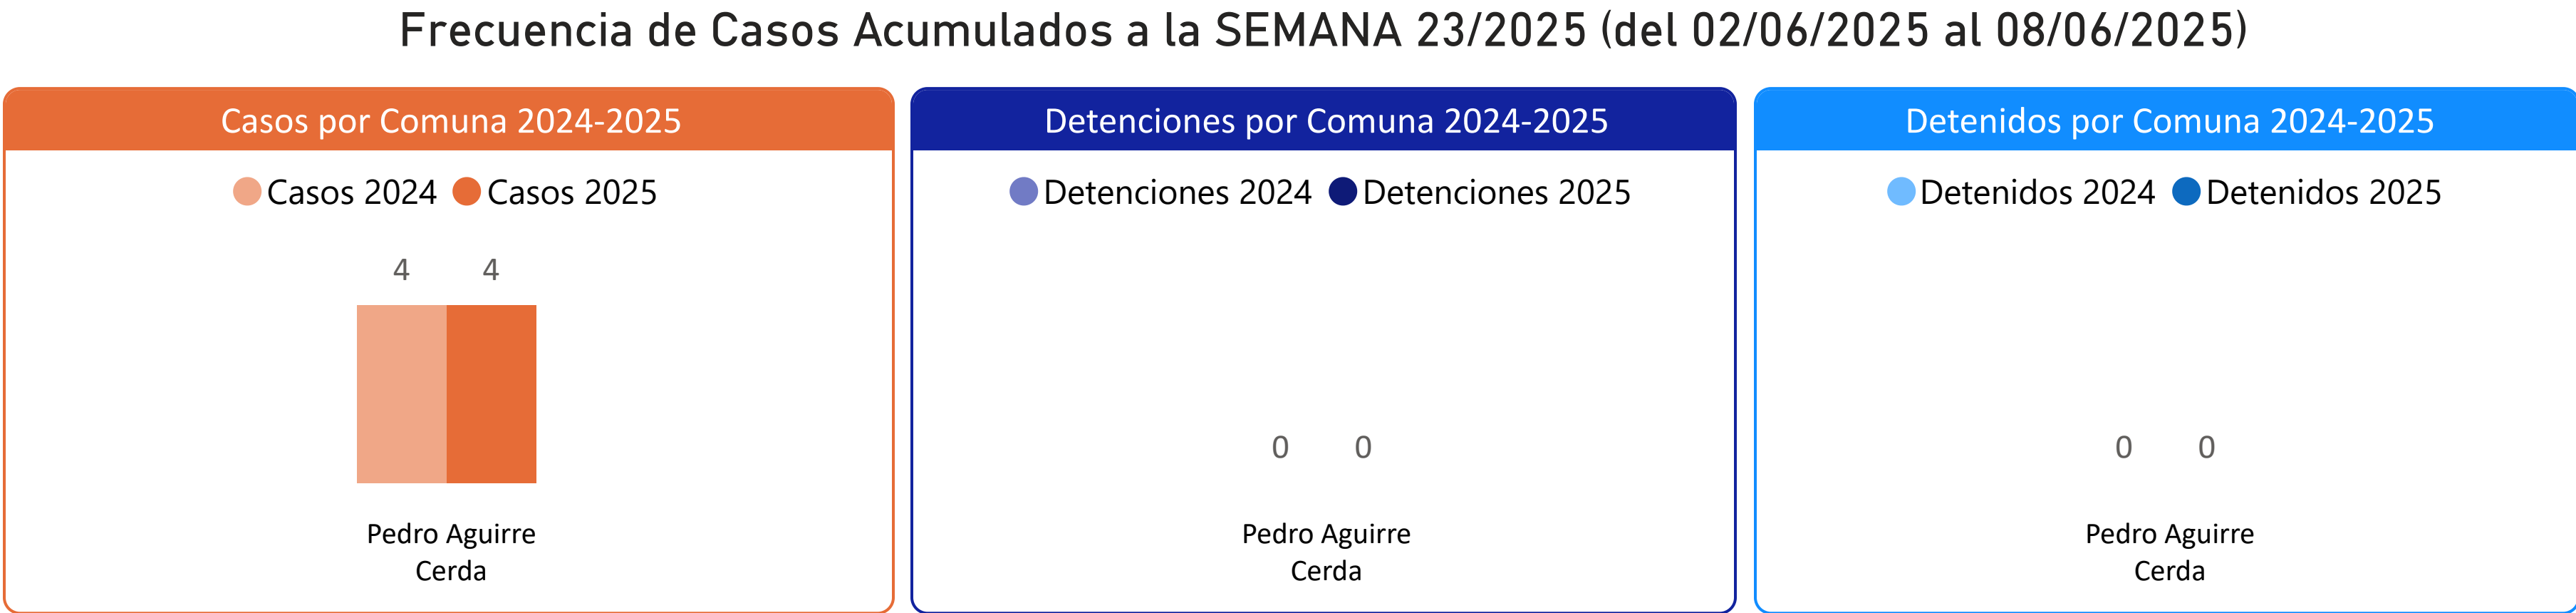 Frecuencia de Casos Acumulados a la SEMANA 23/2025 (del 02/06/2025 al 08/06/2025)
Casos por Comuna 2024-2025
Casos 2024 Casos 2025
4 4
Pedro Aguirre
Cerda
Detenciones por Comuna 2024-2025
Detenciones 2024 Detenciones 2025
0 0
Pedro Aguirre
Cerda
Detenidos por Comuna 2024-2025
Detenidos 2024 Detenidos 2025
0 0
Pedro Aguirre
Cerda